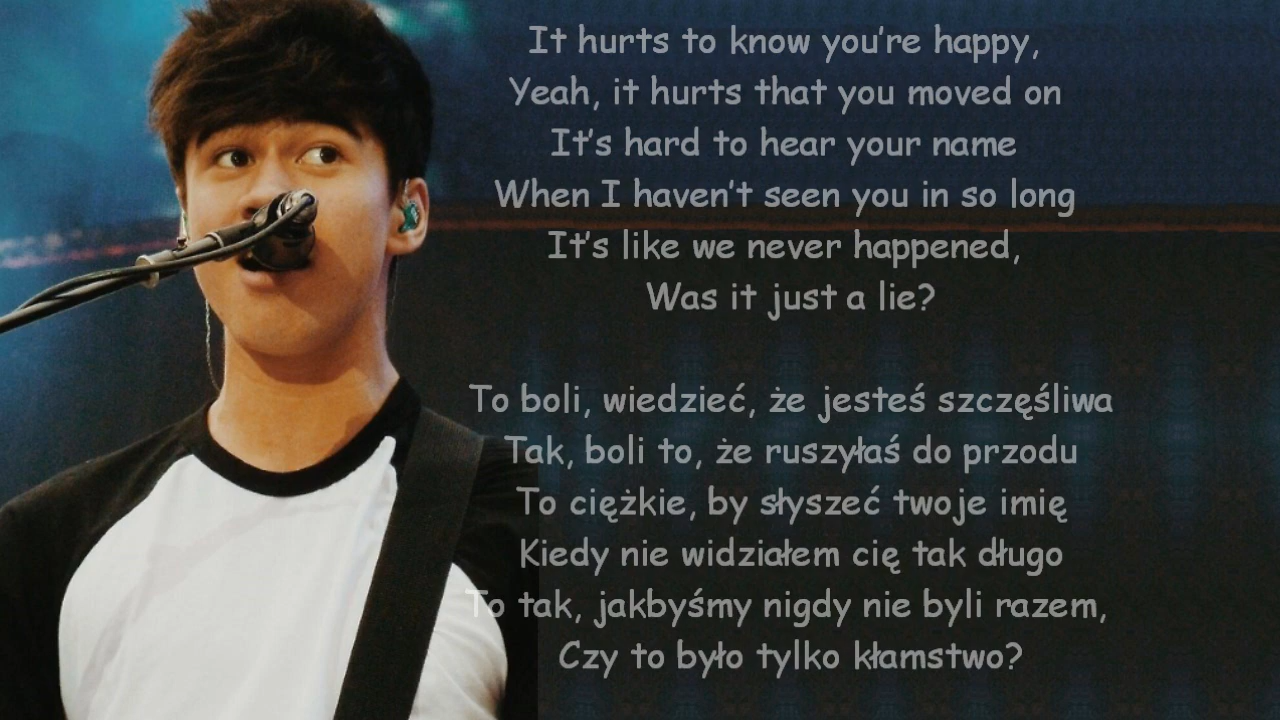 It hurts to know you're happy,
Yeah, it hurts that you moved on
It's hard to hear your name
When I haven't seen you in so long
It's like we never happened,
Was it just a lie?
To boli, wiedzieć, że jesteś szczęśliwa
Tak, boli to, że ruszyłaś do przodu
To ciężkie, by słyszeć twoje imię
Kiedy nie widziałem cię tak długo
To tak, jakbyśmy nigdy nie byli razem,
Czy to było tylko kłamstwo?